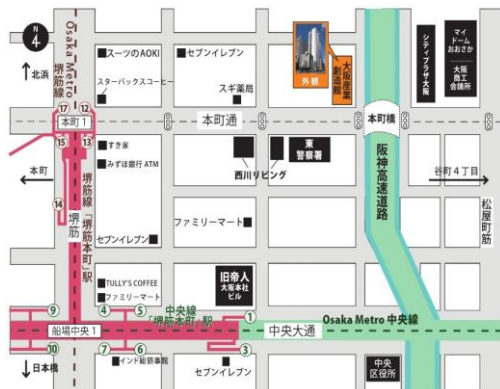 N
4
北浜
Osaka Metro
堺筋線
スーツのAOKI
セブンイレブン
スターバックスコーヒー
スギ薬局
外観
大阪産業
創造館
シティプラザ大阪
マイ
ドーム
おおさか
大阪
商工
会議所
⑰
⑫
本町1
本町通
本町橋
⑮
⑬
すき家
みずほ銀行 ATM
西川リビング
東
警察署
本町
谷町4丁目
⑭
堺筋
堺筋線「堺筋本町」駅
阪神高速道路
松屋町筋
ファミリーマート
セブンイレブン
TULLY'S COFFEE
ファミリーマート
旧帝人
大阪本社
ビル
⑨
④
⑤
中央線
「堺筋本町」駅
①
Osaka Metro 中央線
船場中央1
中央大通
⑩
⑦
⑥
③
日本橋
インド総領事館
セブンイレブン
中央
区役所